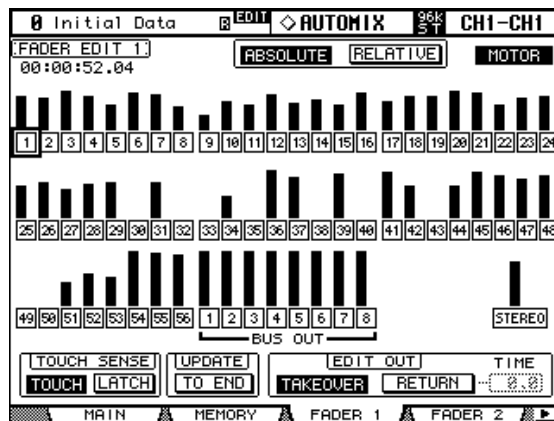 0 Initial Data EDIT ◇AUTOMIX 96k ST CH1-CH1
FADER EDIT 1
00:00:52.04
ABSOLUTE RELATIVE MOTOR
1 2 3 4 5 6 7 8 9 10 11 12 13 14 15 16 17 18 19 20 21 22 23 24
25 26 27 28 29 30 31 32 33 34 35 36 37 38 39 40 41 42 43 44 45 46 47 48
49 50 51 52 53 54 55 56 1 2 3 4 5 6 7 8 STEREO
BUS OUT
TOUCH SENSE UPDATE EDIT OUT TIME
TOUCH LATCH TO END TAKEOVER RETURN 0.0
MAIN MEMORY FADER 1 FADER 2